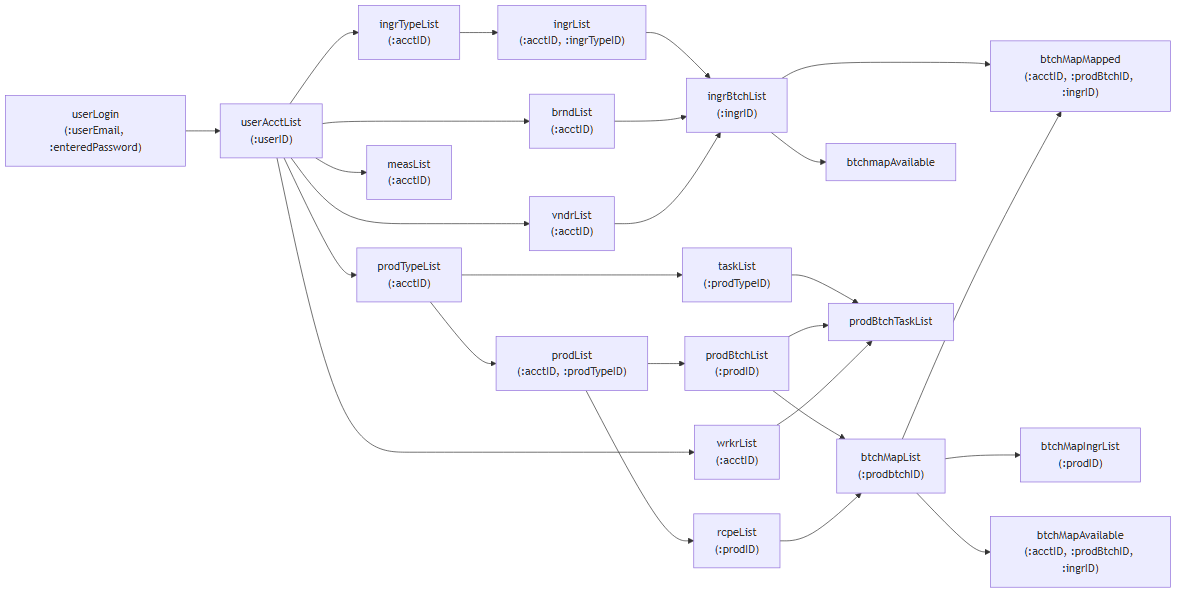 userLogin
(:userEmail,
:enteredPassword)
userAcctList
(:userID)
ingrTypeList
(:acctID)
ingrList
(:acctID, :ingrTypeID)
brndList
(:acctID)
measList
(:acctID)
vndrList
(:acctID)
ingrBtchList
(:ingrID)
btchMapMapped
(:acctID, :prodBtchID,
:ingrID)
btchmapAvailable
prodTypeList
(:acctID)
taskList
(:prodTypeID)
prodBtchTaskList
prodList
(:acctID, :prodTypeID)
prodBtchList
(:prodID)
wrkrList
(:acctID)
btchMapList
(:prodbtchID)
btchMapIngrList
(:prodID)
rcpeList
(:prodID)
btchMapAvailable
(:acctID, :prodBtchID,
:ingrID)